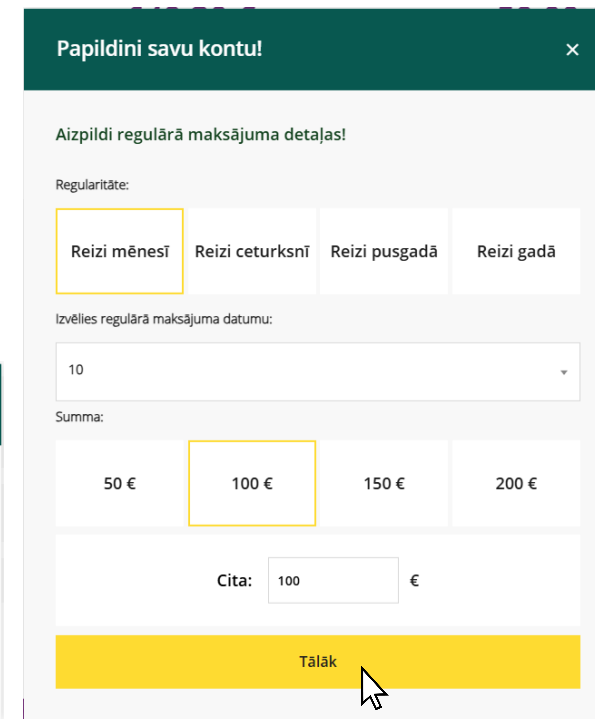 Papildini savu kontu!
Aizpildi regulārā maksājuma detaļas!
Regularitāte:
Reizi mēnesī Reizi ceturksnī Reizi pusgadā Reizi gadā
Izvēlies regulārā maksājuma datumu:
10
Summa:
50 € 100 € 150 € 200 €
Cita: 100 €
Tālāk